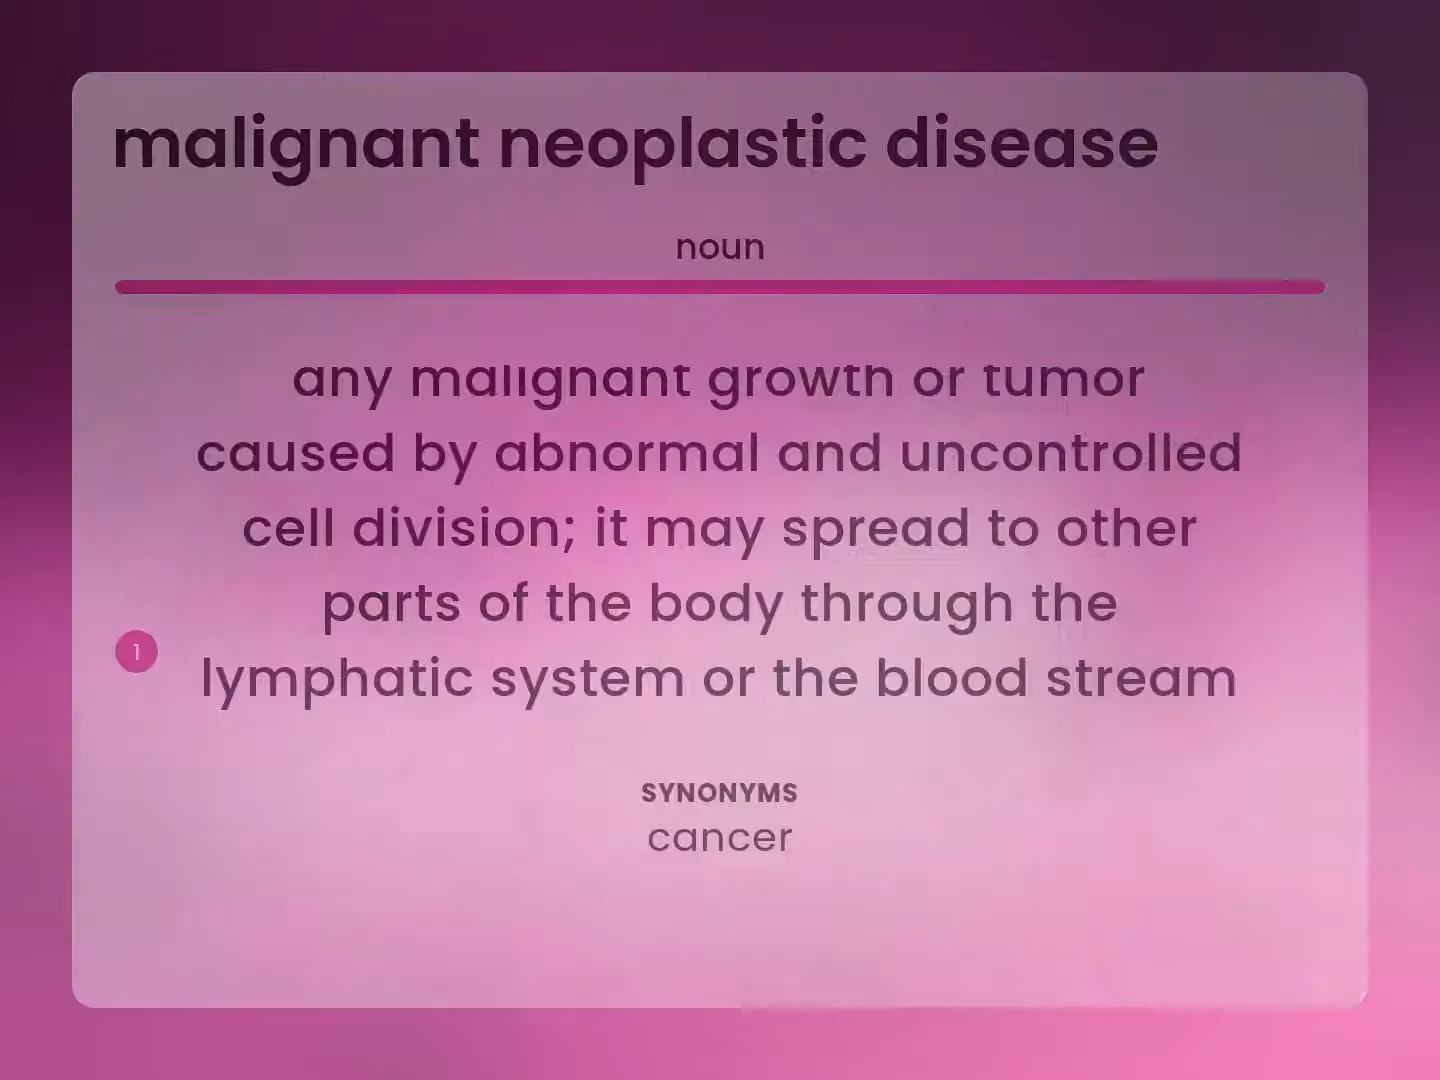 malignant neoplastic disease
noun
any malignant growth or tumor
caused by abnormal and uncontrolled
cell division; it may spread to other
parts of the body through the
1
lymphatic system or the blood stream
SYNONYMS
cancer